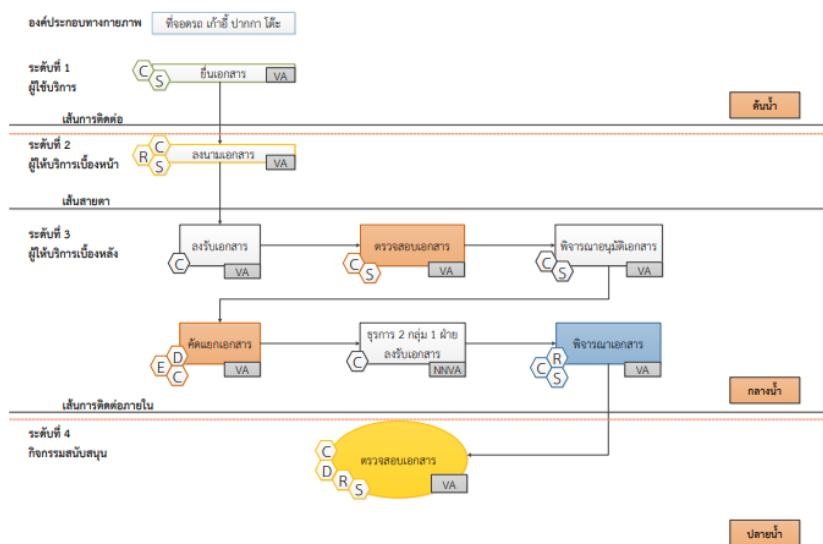 องค์ประกอบทางกายภาพ
ที่จอดรถ เก้าอี้ ปากกา โต๊ะ
ระดับที่ 1
ผู้ใช้บริการ
C
S
ยื่นเอกสาร
VA
ต้นน้ำ
เส้นการติดต่อ
ระดับที่ 2
ผู้ให้บริการเบื้องหน้า
R
C
S
ลงนามเอกสาร
VA
เส้นสายตา
ระดับที่ 3
ผู้ให้บริการเบื้องหลัง
ลงรับเอกสาร
C
VA
ตรวจสอบเอกสาร
C
S
VA
พิจารณาอนุมัติเอกสาร
C
S
VA
คัดแยกเอกสาร
E
D
C
VA
ธุรการ 2 กลุ่ม 1 ฝ่าย
ลงรับเอกสาร
C
NNVA
พิจารณาเอกสาร
C
R
S
VA
กลางน้ำ
เส้นการติดต่อภายใน
ระดับที่ 4
กิจกรรมสนับสนุน
ตรวจสอบเอกสาร
C
D
R
S
VA
ปลายน้ำ